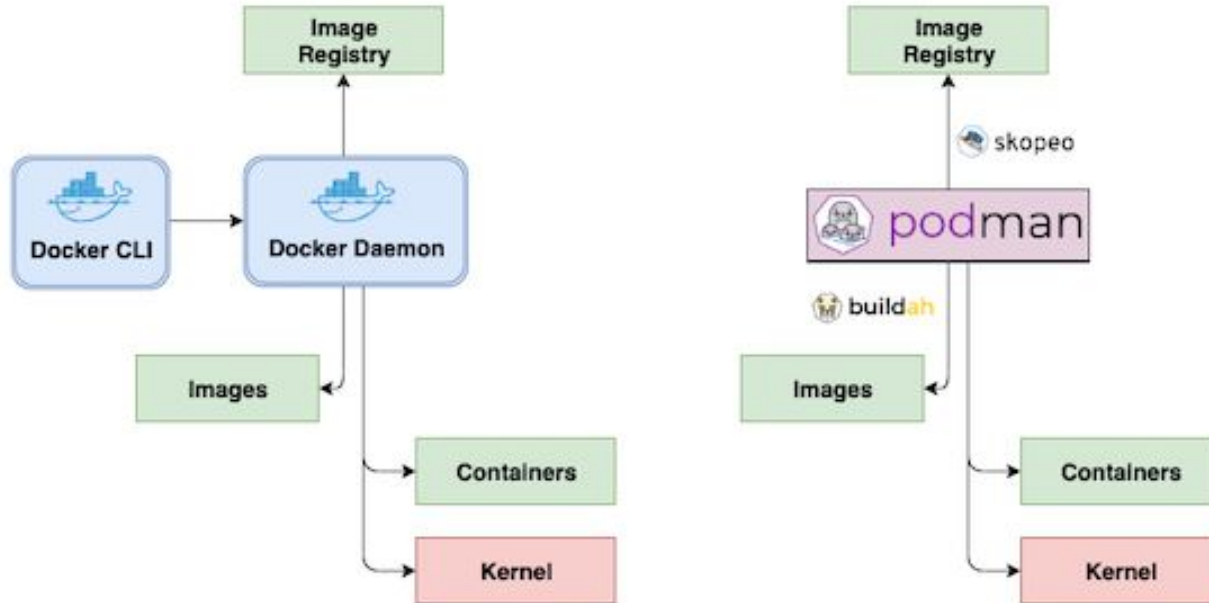 Image
Registry
Docker CLI
Docker Daemon
Images
Containers
Kernel
Image
Registry
skopeo
podman
buildah
Images
Containers
Kernel